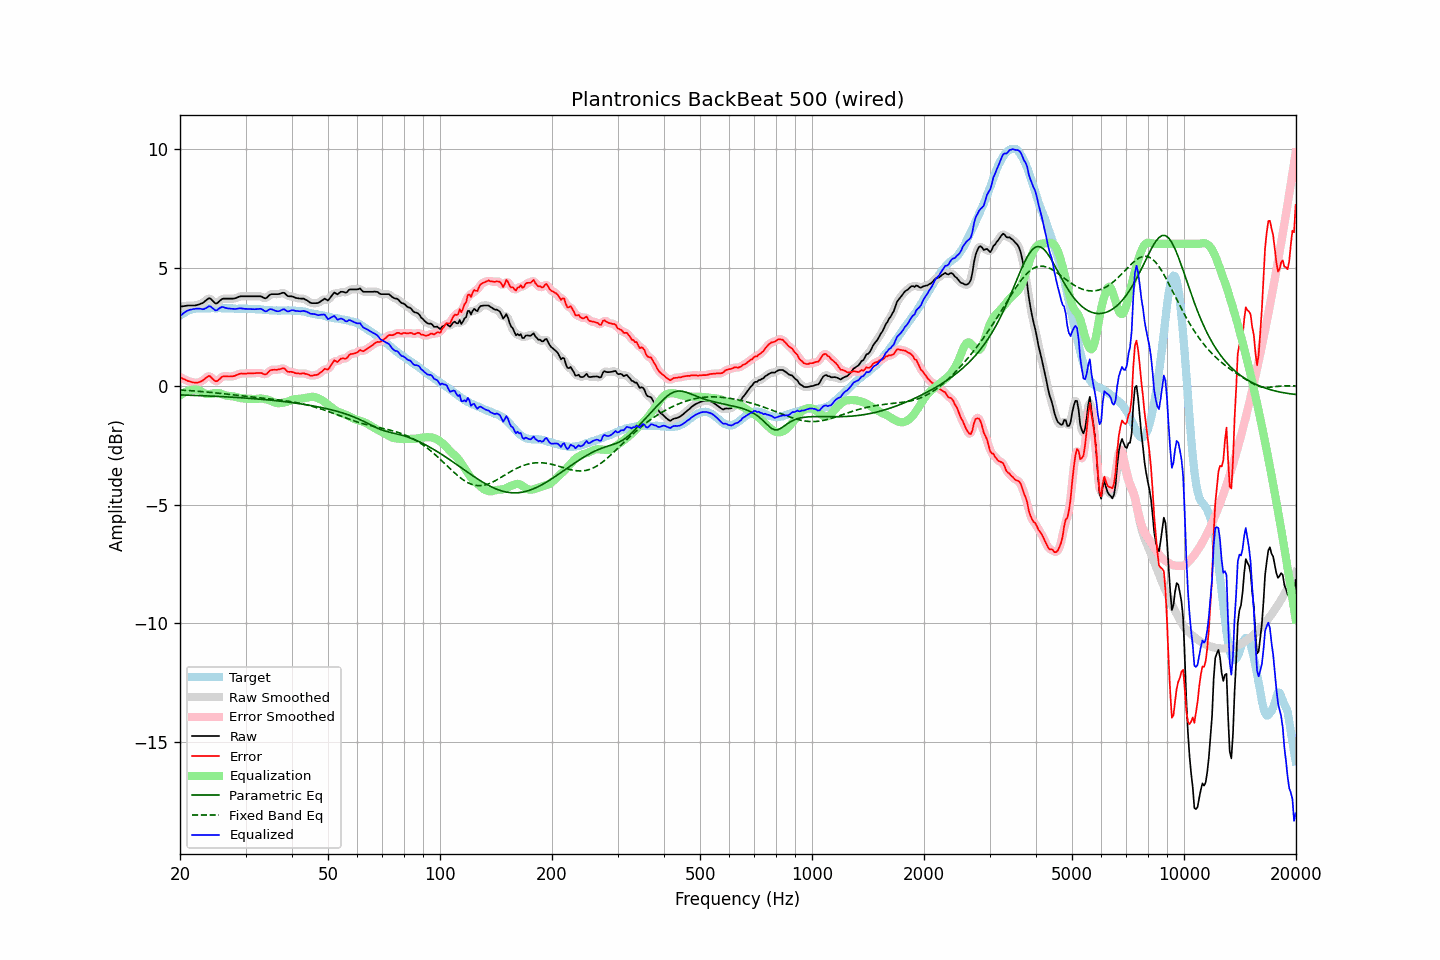 Plantronics BackBeat 500 (wired)
10
5
0
−5
−10
−15
Amplitude (dBr)
Target
Raw Smoothed
Error Smoothed
Raw
Error
Equalization
Parametric Eq
Fixed Band Eq
Equalized
20 50 100 200 500 1000 2000 5000 10000 20000
Frequency (Hz)